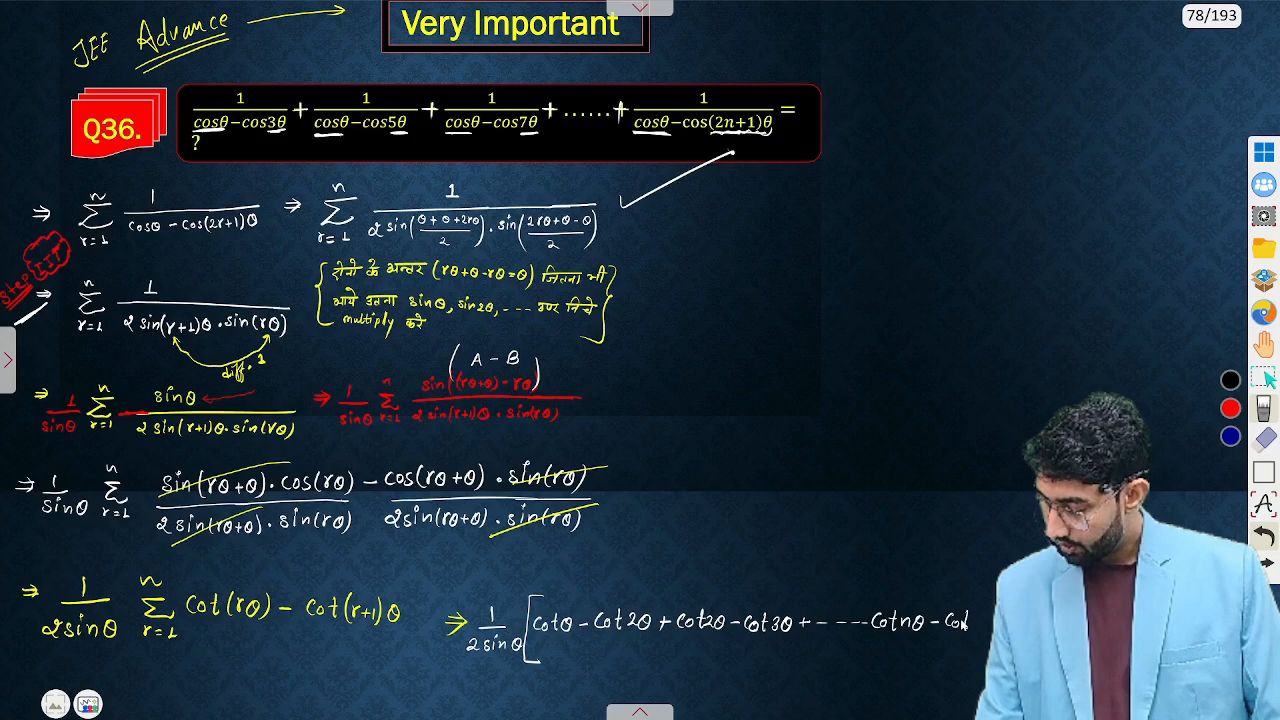 JEE Advance
Very Important
78/193
Q36.
1/(cosθ−cos3θ) + 1/(cosθ−cos5θ) + 1/(cosθ−cos7θ) + ...... + 1/(cosθ−cos(2n+1)θ) =
?
⇒ Σ_{r=1}^{n} 1/(cosθ − cos(2r+1)θ) ⇒ Σ_{r=1}^{n} 1/(2 sin((θ+θ+2rθ)/2) · sin((2rθ+θ−θ)/2))
Step IIT
⇒ Σ_{r=1}^{n} 1/(2 sin(r+1)θ · sin(rθ))
diff. 1
{ दोनो के अन्तर (rθ+θ−rθ=θ) जितना भी
आये उतना sinθ, sin2θ, ---- उपर निचे
multiply करे }
(A − B)
⇒ 1/sinθ Σ_{r=1}^{n} sinθ/(2 sin(r+1)θ · sin(rθ)) ⇒ 1/sinθ Σ_{r=1}^{n} sin((rθ+θ)−rθ)/(2 sin(r+1)θ · sin(rθ))
⇒ 1/sinθ Σ_{r=1}^{n} sin(rθ+θ)·cos(rθ)/(2sin(rθ+θ)·sin(rθ)) − cos(rθ+θ)·sin(rθ)/(2sin(rθ+θ)·sin(rθ))
⇒ 1/(2sinθ) Σ_{r=1}^{n} cot(rθ) − cot(r+1)θ ⇒ 1/(2sinθ) [cotθ − cot2θ + cot2θ − cot3θ + ---- cotnθ − cot